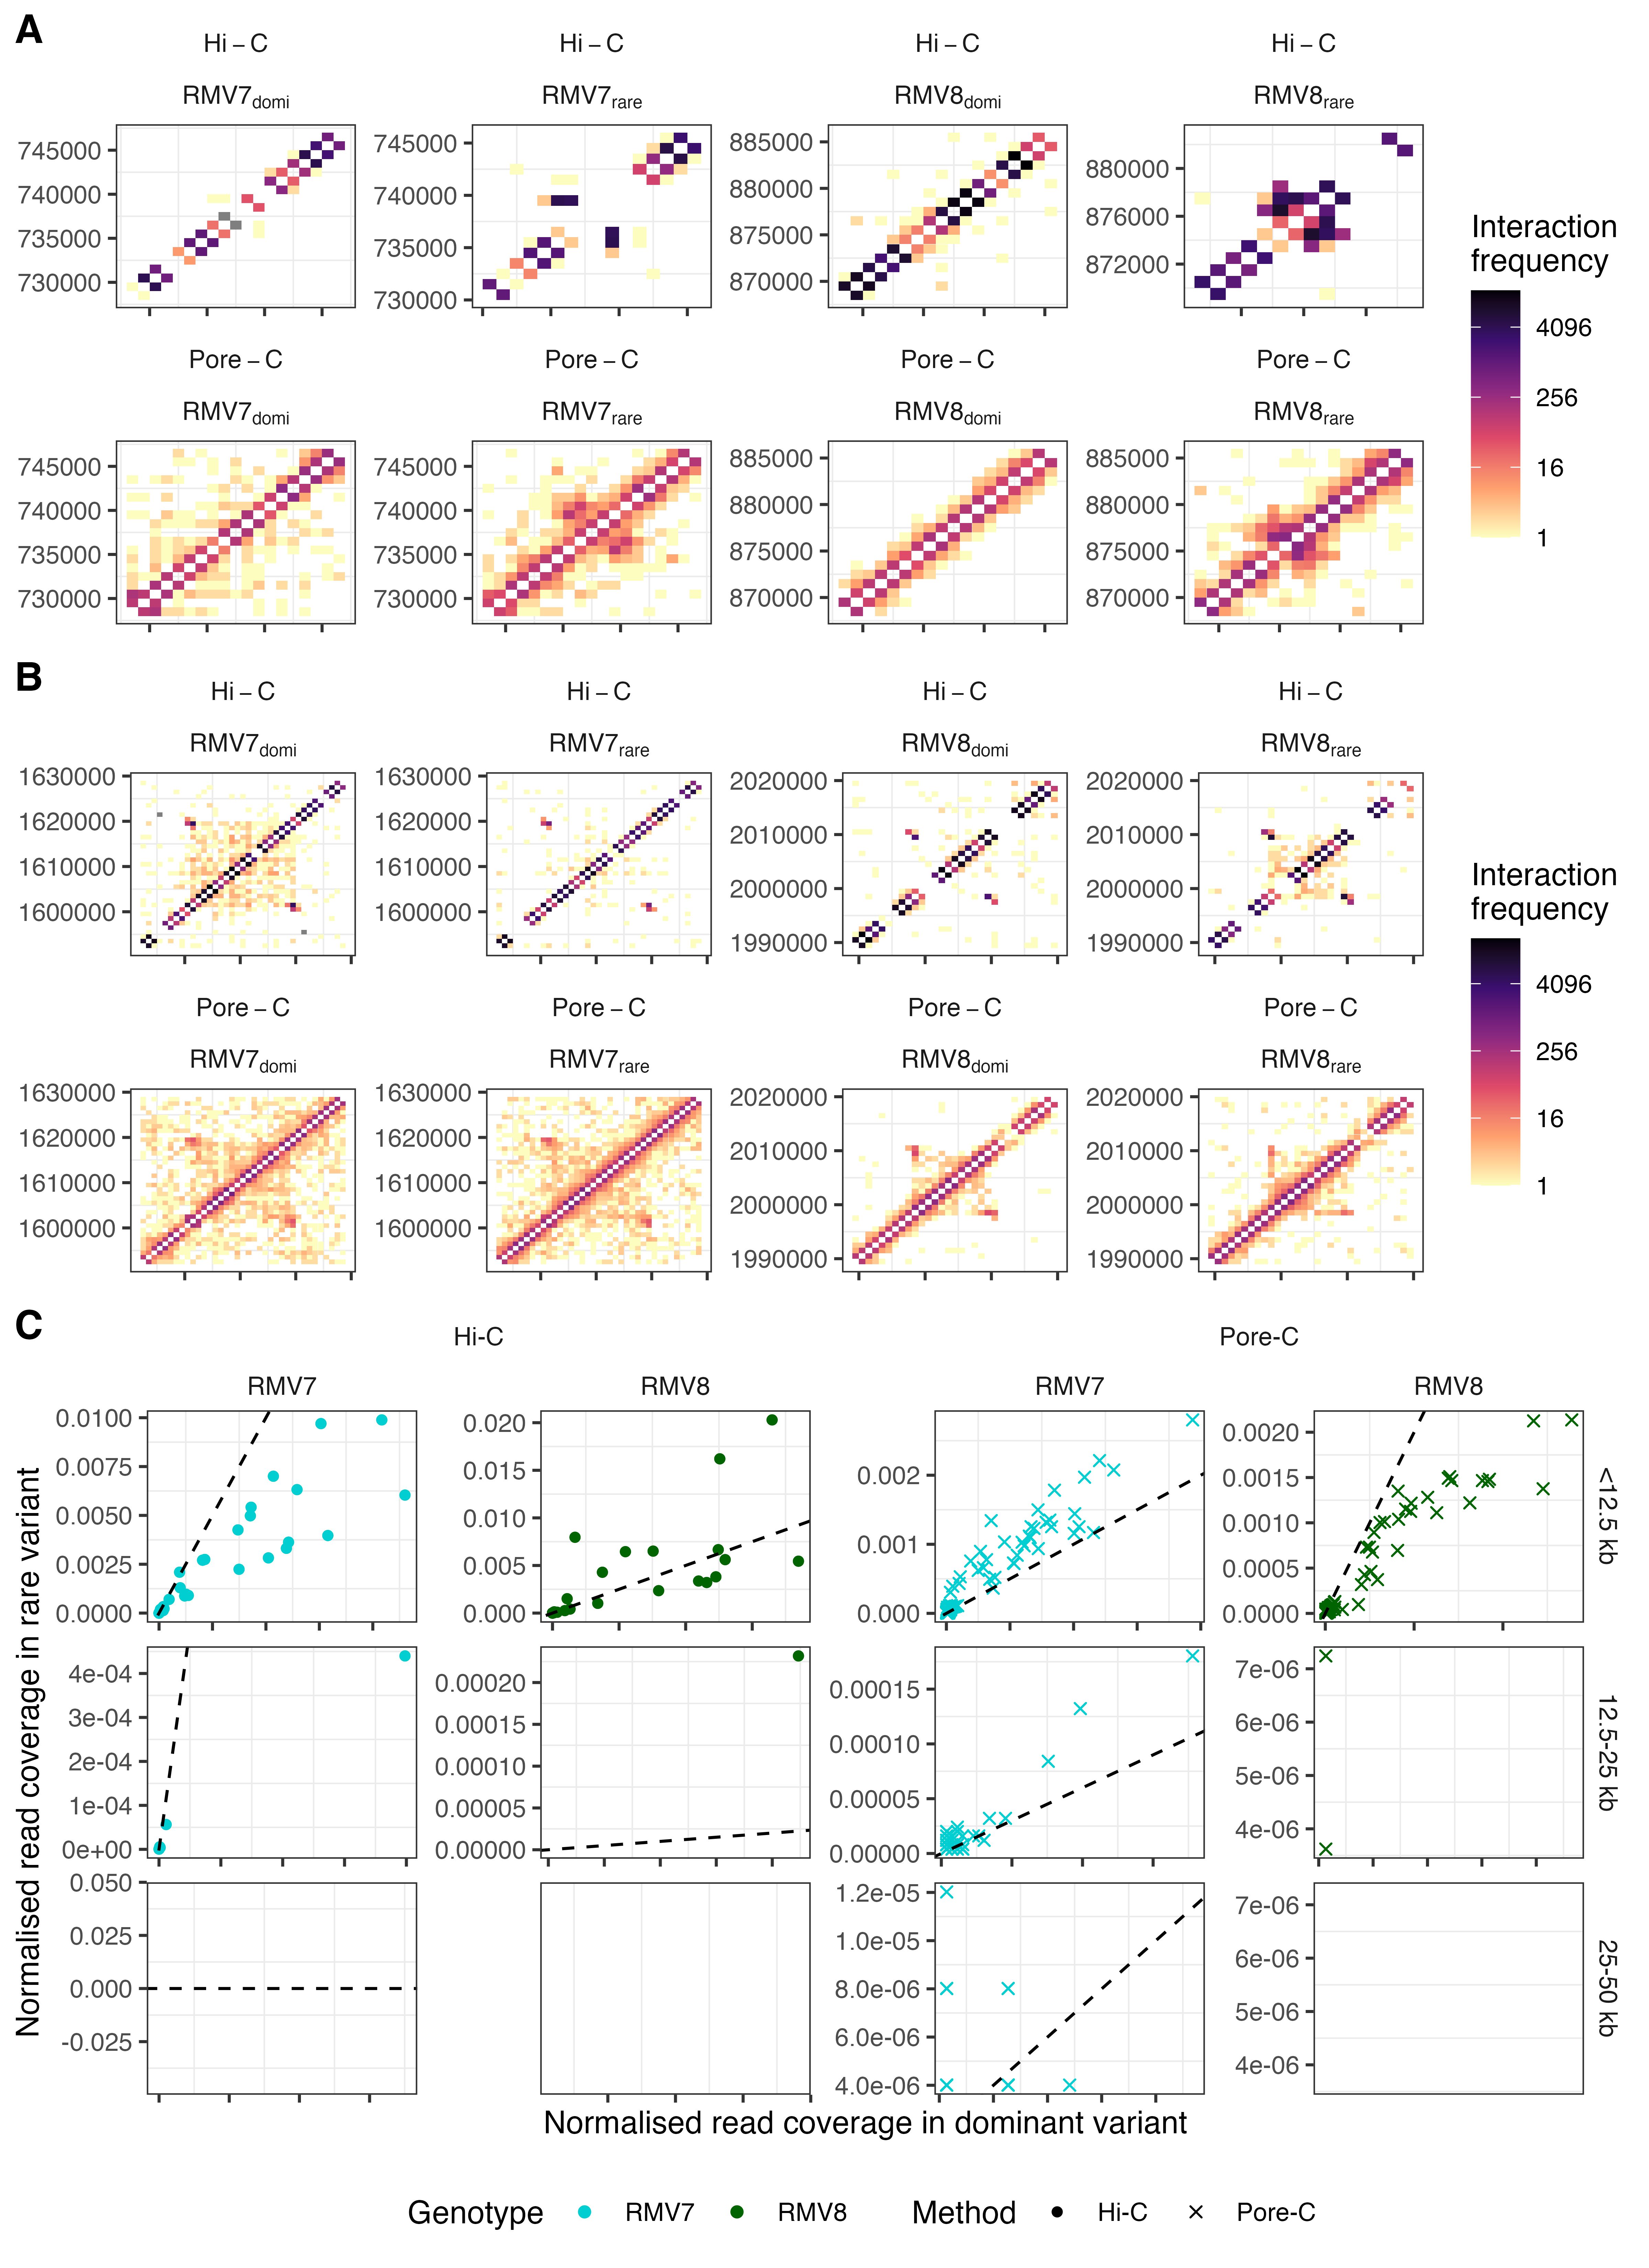 A
Hi – C Hi – C Hi – C Hi – C
RMV7domi RMV7rare RMV8domi RMV8rare
745000 740000 735000 730000
745000 740000 735000 730000
885000 880000 875000 870000
880000 876000 872000
Interaction
frequency
4096
256
16
1
Pore – C Pore – C Pore – C Pore – C
RMV7domi RMV7rare RMV8domi RMV8rare
745000 740000 735000 730000
745000 740000 735000 730000
885000 880000 875000 870000
885000 880000 875000 870000
B
Hi – C Hi – C Hi – C Hi – C
RMV7domi RMV7rare RMV8domi RMV8rare
1630000 1620000 1610000 1600000
1630000 1620000 1610000 1600000
2020000 2010000 2000000 1990000
2020000 2010000 2000000 1990000
Interaction
frequency
4096
256
16
1
Pore – C Pore – C Pore – C Pore – C
RMV7domi RMV7rare RMV8domi RMV8rare
1630000 1620000 1610000 1600000
1630000 1620000 1610000 1600000
2020000 2010000 2000000 1990000
2020000 2010000 2000000 1990000
C
Hi-C Pore-C
RMV7 RMV8 RMV7 RMV8
Normalised read coverage in rare variant
0.0100 0.0075 0.0050 0.0025 0.0000
0.020 0.015 0.010 0.005 0.000
0.002 0.001 0.000
0.0020 0.0015 0.0010 0.0005 0.0000
<12.5 kb
4e-04 3e-04 2e-04 1e-04 0e+00
0.00020 0.00015 0.00010 0.00005 0.00000
0.00015 0.00010 0.00005 0.00000
7e-06 6e-06 5e-06 4e-06
12.5-25 kb
0.050 0.025 0.000 -0.025
1.2e-05 1.0e-05 8.0e-06 6.0e-06 4.0e-06
7e-06 6e-06 5e-06 4e-06
25-50 kb
Normalised read coverage in dominant variant
Genotype RMV7 RMV8 Method Hi-C Pore-C